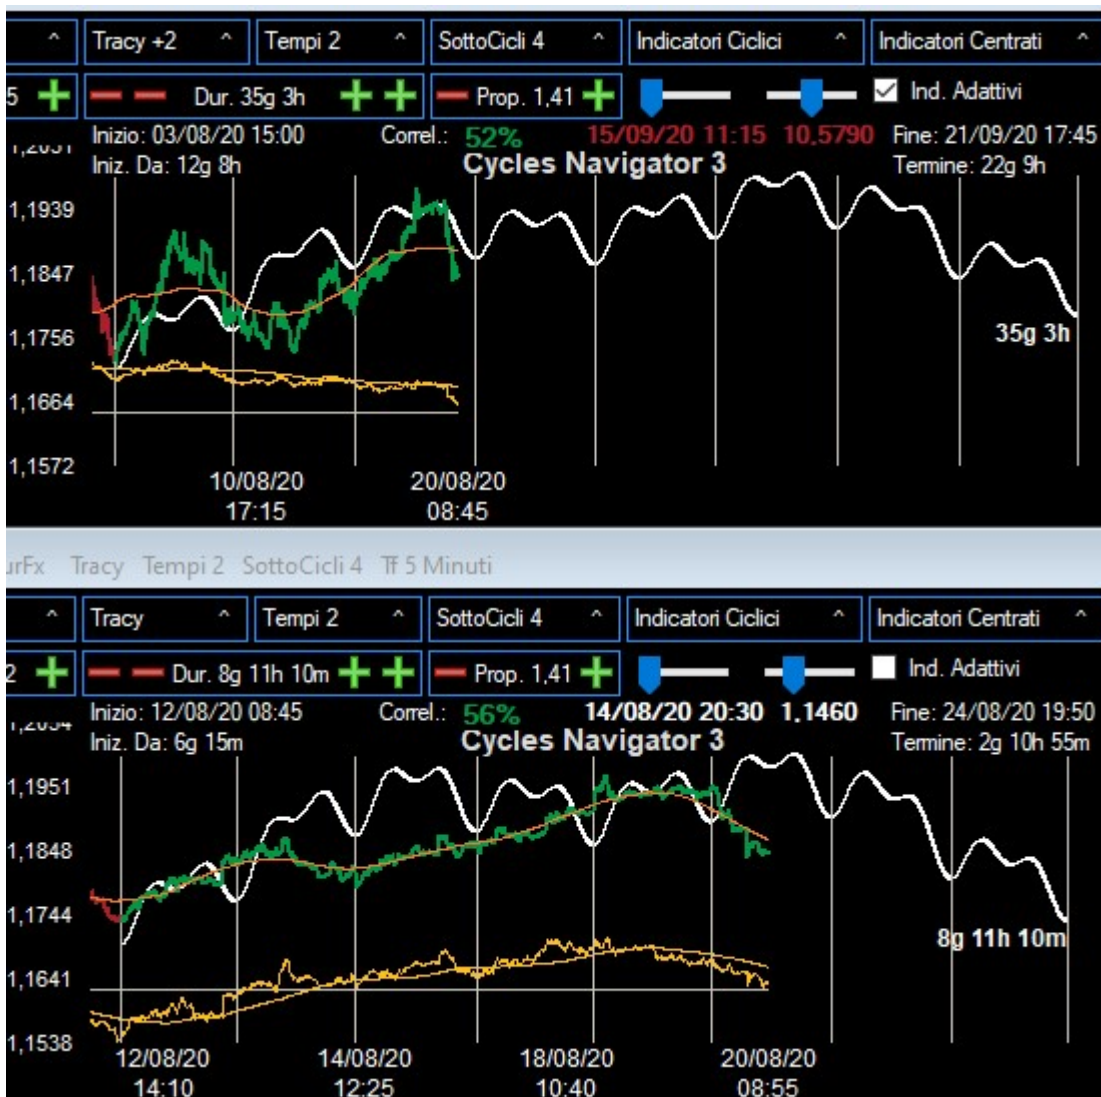 ^ Tracy +2 ^ Tempi 2 ^ SottoCicli 4 ^ Indicatori Ciclici ^ Indicatori Centrati ^
5 Dur. 35g 3h Prop. 1,41 Ind. Adattivi
Inizio: 03/08/20 15:00 Correl.: 52% 15/09/20 11:15 10,5790 Fine: 21/09/20 17:45
Iniz. Da: 12g 8h Cycles Navigator 3 Termine: 22g 9h
1,1939
1,1847
1,1756
35g 3h
1,1664
1,1572
10/08/20 20/08/20
17:15 08:45
urFx Tracy Tempi 2 SottoCicli 4 Tf 5 Minuti
^ Tracy ^ Tempi 2 ^ SottoCicli 4 ^ Indicatori Ciclici ^ Indicatori Centrati ^
2 Dur. 8g 11h 10m Prop. 1,41 Ind. Adattivi
Inizio: 12/08/20 08:45 Correl.: 56% 14/08/20 20:30 1,1460 Fine: 24/08/20 19:50
Iniz. Da: 6g 15m Cycles Navigator 3 Termine: 2g 10h 55m
1,1951
1,1848
1,1744
8g 11h 10m
1,1641
1,1538
12/08/20 14/08/20 18/08/20 20/08/20
14:10 12:25 10:40 08:55